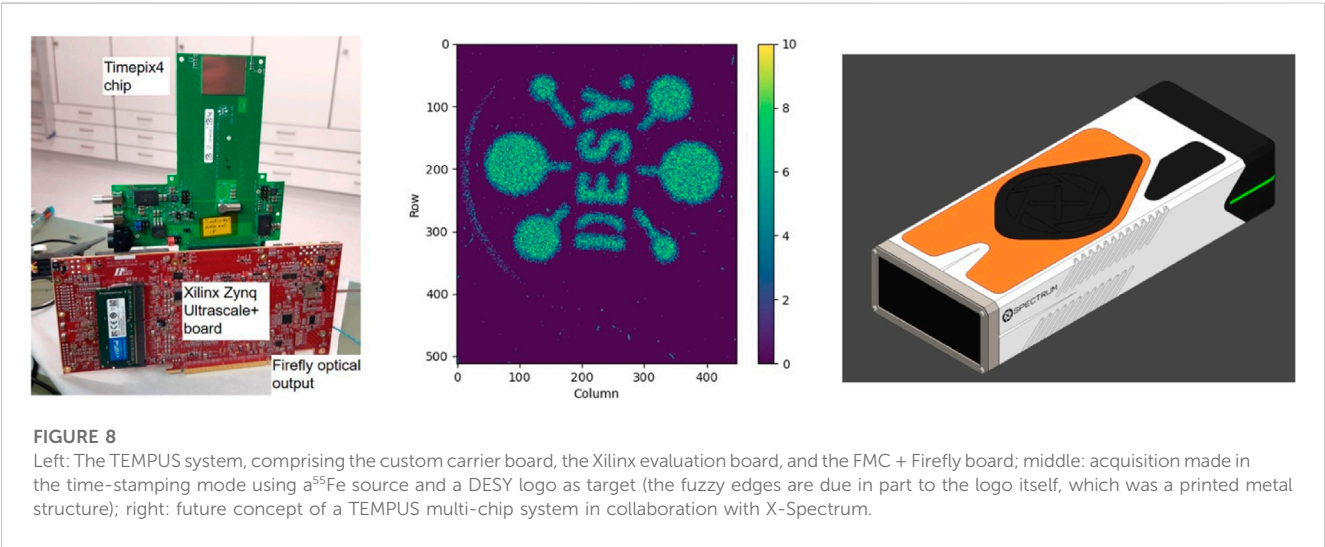 Timepix4
chip
Xilinx Zynq
Ultrascale+
board
Firefly optical
output
0
100
200
300
400
500
Row
0
100
200
300
400
Column
DESY.
10
8
6
4
2
0
SPECTRUM
FIGURE 8
Left: The TEMPUS system, comprising the custom carrier board, the Xilinx evaluation board, and the FMC + Firefly board; middle: acquisition made in
the time-stamping mode using a⁵⁵Fe source and a DESY logo as target (the fuzzy edges are due in part to the logo itself, which was a printed metal
structure); right: future concept of a TEMPUS multi-chip system in collaboration with X-Spectrum.